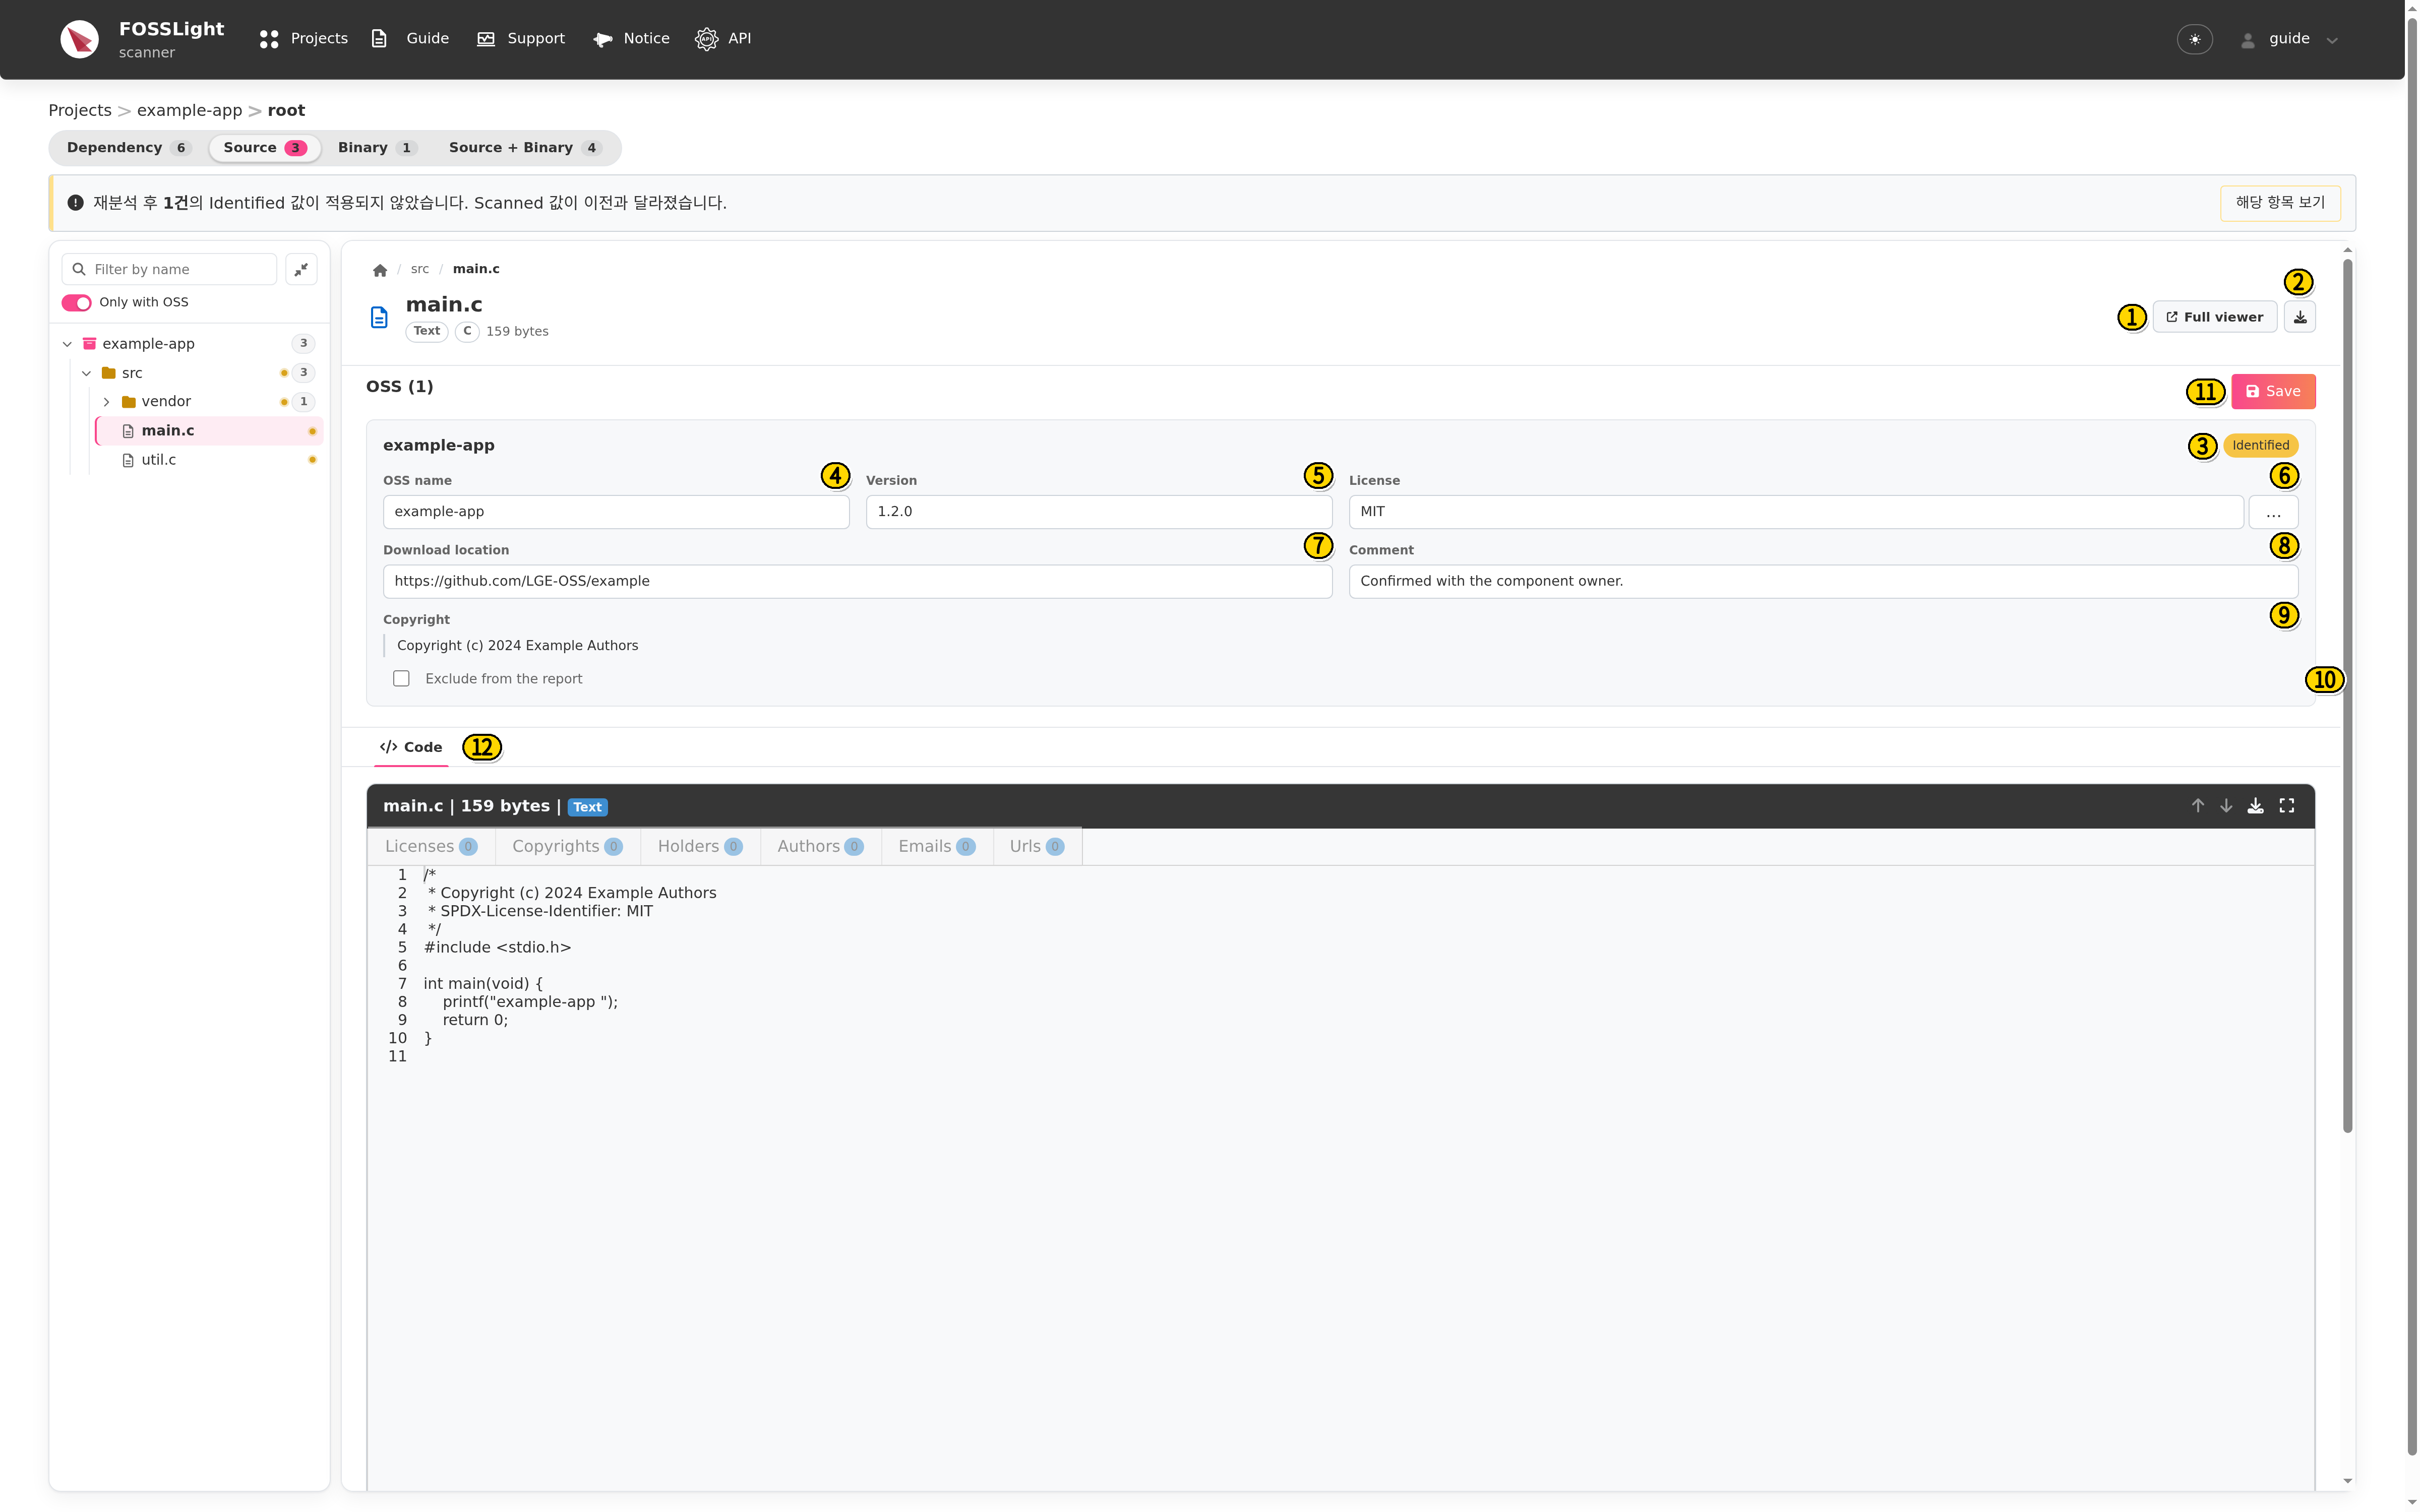 FOSSLight
scanner
Projects
Guide
Support
Notice
API
guide
Projects > example-app > root
Dependency 6
Source 3
Binary 1
Source + Binary 4
재분석 후 1건의 Identified 값이 적용되지 않았습니다. Scanned 값이 이전과 달라졌습니다.
해당 항목 보기
Filter by name
Only with OSS
example-app 3
src 3
vendor 1
main.c
util.c
/ src / main.c
main.c
Text C 159 bytes
1
Full viewer
2
OSS (1)
11
Save
example-app
3
Identified
OSS name
4
Version
5
License
6
example-app
1.2.0
MIT
...
Download location
7
Comment
8
https://github.com/LGE-OSS/example
Confirmed with the component owner.
Copyright
9
Copyright (c) 2024 Example Authors
Exclude from the report
10
</> Code
12
main.c | 159 bytes | Text
Licenses 0
Copyrights 0
Holders 0
Authors 0
Emails 0
Urls 0
1 /*
2 * Copyright (c) 2024 Example Authors
3 * SPDX-License-Identifier: MIT
4 */
5 #include <stdio.h>
6
7 int main(void) {
8 printf("example-app ");
9 return 0;
10 }
11